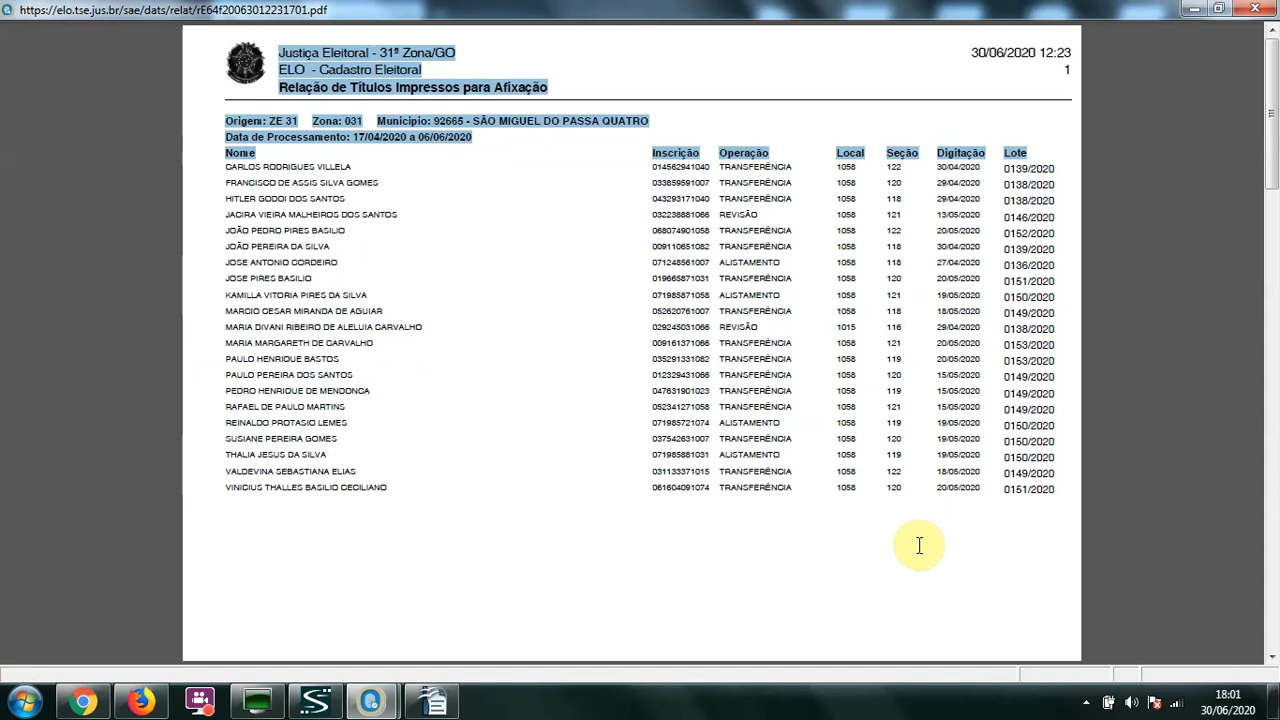 https://elo.tse.jus.br/sae/dats/relat/rE64f20063012231701.pdf
Justiça Eleitoral - 31ª Zona/GO 30/06/2020 12:23
ELO - Cadastro Eleitoral 1
Relação de Títulos Impressos para Afixação
Origem: ZE 31 Zona: 031 Município: 92665 - SÃO MIGUEL DO PASSA QUATRO
Data de Processamento: 17/04/2020 a 06/06/2020
Nome Inscrição Operação Local Seção Digitação Lote
CARLOS RODRIGUES VILLELA 014562941040 TRANSFERÊNCIA 1058 122 30/04/2020 0139/2020
FRANCISCO DE ASSIS SILVA GOMES 033859591007 TRANSFERÊNCIA 1058 120 29/04/2020 0138/2020
HITLER GODOI DOS SANTOS 043293171040 TRANSFERÊNCIA 1058 118 29/04/2020 0138/2020
JACIRA VIEIRA MALHEIROS DOS SANTOS 032238881066 REVISÃO 1058 121 13/05/2020 0146/2020
JOÃO PEDRO PIRES BASILIO 068074901058 TRANSFERÊNCIA 1058 122 20/05/2020 0152/2020
JOÃO PEREIRA DA SILVA 009110651082 TRANSFERÊNCIA 1058 118 30/04/2020 0139/2020
JOSE ANTONIO CORDEIRO 071248561007 ALISTAMENTO 1058 118 27/04/2020 0136/2020
JOSE PIRES BASILIO 019665871031 TRANSFERÊNCIA 1058 120 20/05/2020 0151/2020
KAMILLA VITORIA PIRES DA SILVA 071985871058 ALISTAMENTO 1058 121 19/05/2020 0150/2020
MARCIO CESAR MIRANDA DE AGUIAR 052620761007 TRANSFERÊNCIA 1058 118 18/05/2020 0149/2020
MARIA DIVANI RIBEIRO DE ALELUIA CARVALHO 029245031066 REVISÃO 1015 116 29/04/2020 0138/2020
MARIA MARGARETH DE CARVALHO 009161371066 TRANSFERÊNCIA 1058 121 20/05/2020 0153/2020
PAULO HENRIQUE BASTOS 035291331082 TRANSFERÊNCIA 1058 119 20/05/2020 0153/2020
PAULO PEREIRA DOS SANTOS 012329431066 TRANSFERÊNCIA 1058 120 15/05/2020 0149/2020
PEDRO HENRIQUE DE MENDONCA 047631901023 TRANSFERÊNCIA 1058 119 15/05/2020 0149/2020
RAFAEL DE PAULO MARTINS 052341271058 TRANSFERÊNCIA 1058 121 15/05/2020 0149/2020
REINALDO PROTASIO LEMES 071985721074 ALISTAMENTO 1058 119 19/05/2020 0150/2020
SUSIANE PEREIRA GOMES 037542631007 TRANSFERÊNCIA 1058 120 19/05/2020 0150/2020
THALIA JESUS DA SILVA 071985881031 ALISTAMENTO 1058 119 19/05/2020 0150/2020
VALDEVINA SEBASTIANA ELIAS 031133371015 TRANSFERÊNCIA 1058 122 18/05/2020 0149/2020
VINICIUS THALLES BASILIO CECILIANO 061604091074 TRANSFERÊNCIA 1058 120 20/05/2020 0151/2020
18:01
30/06/2020